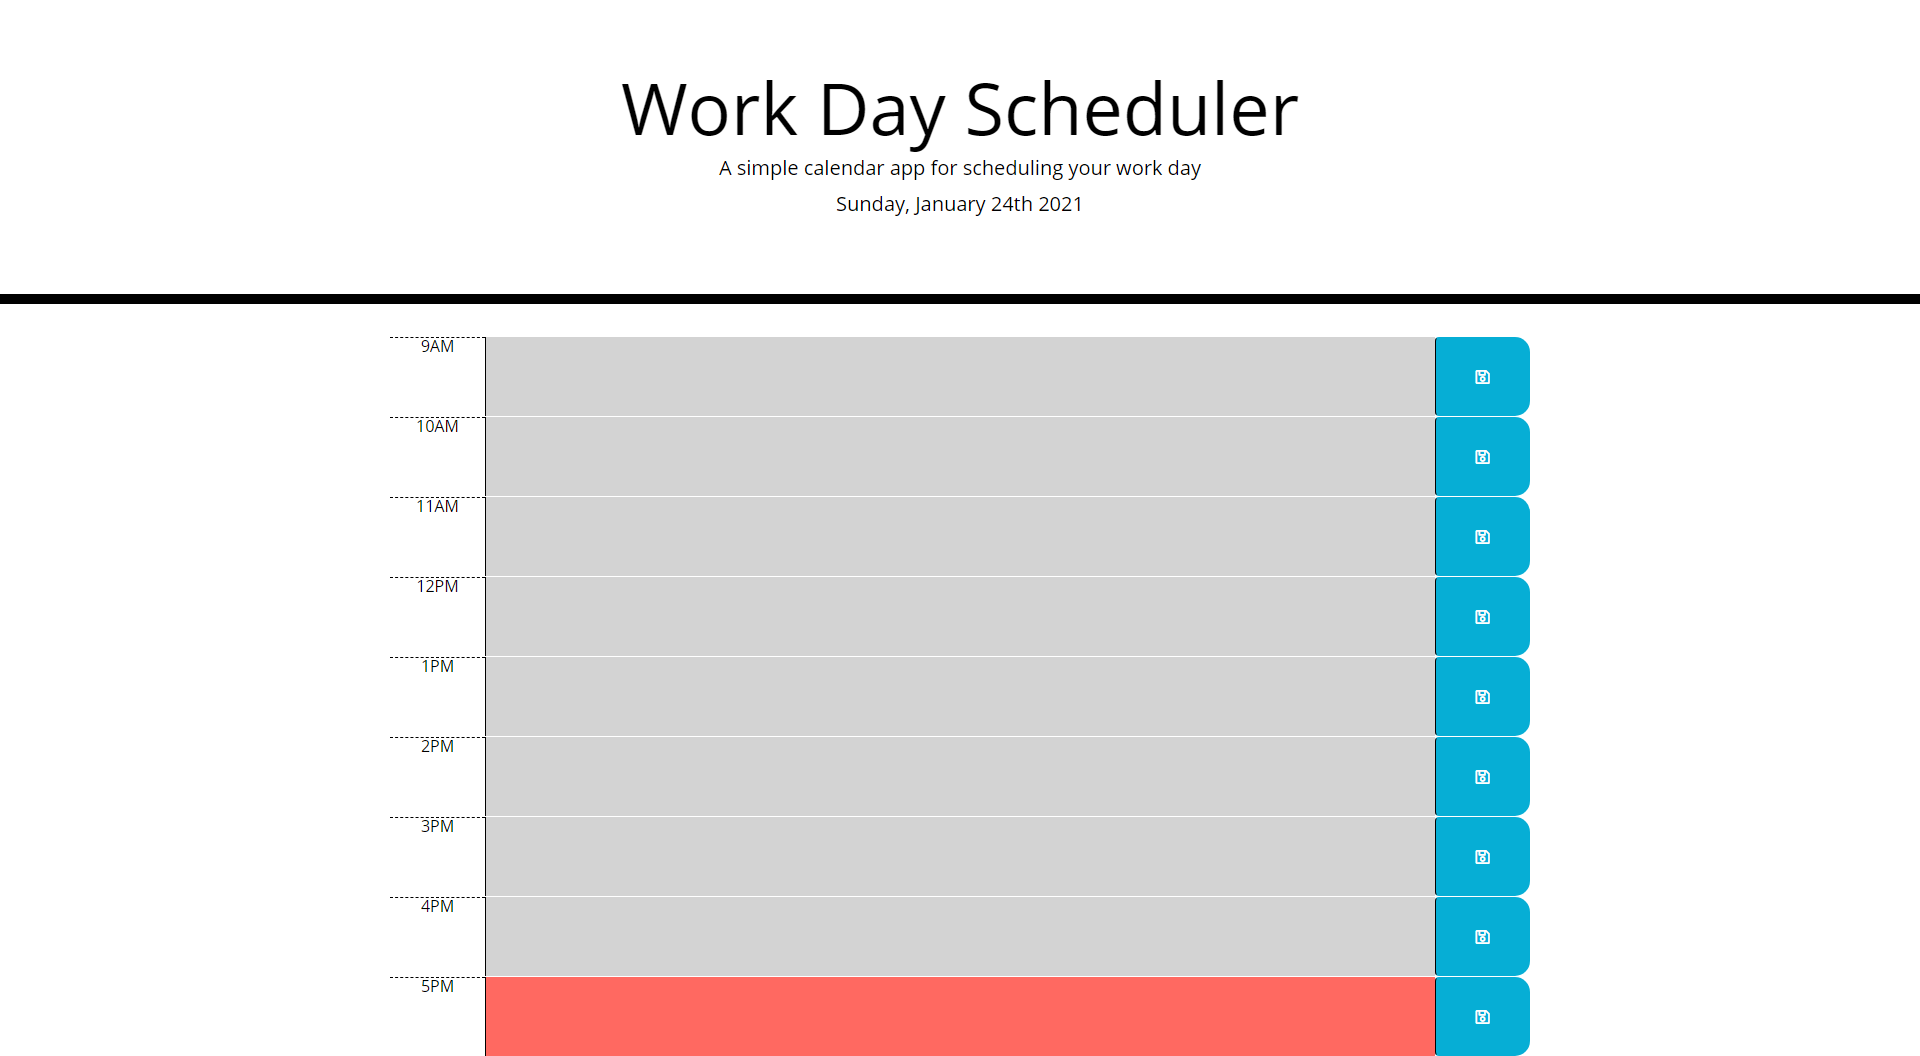 Work Day Scheduler
A simple calendar app for scheduling your work day
Sunday, January 24th 2021
9AM
10AM
11AM
12PM
1PM
2PM
3PM
4PM
5PM